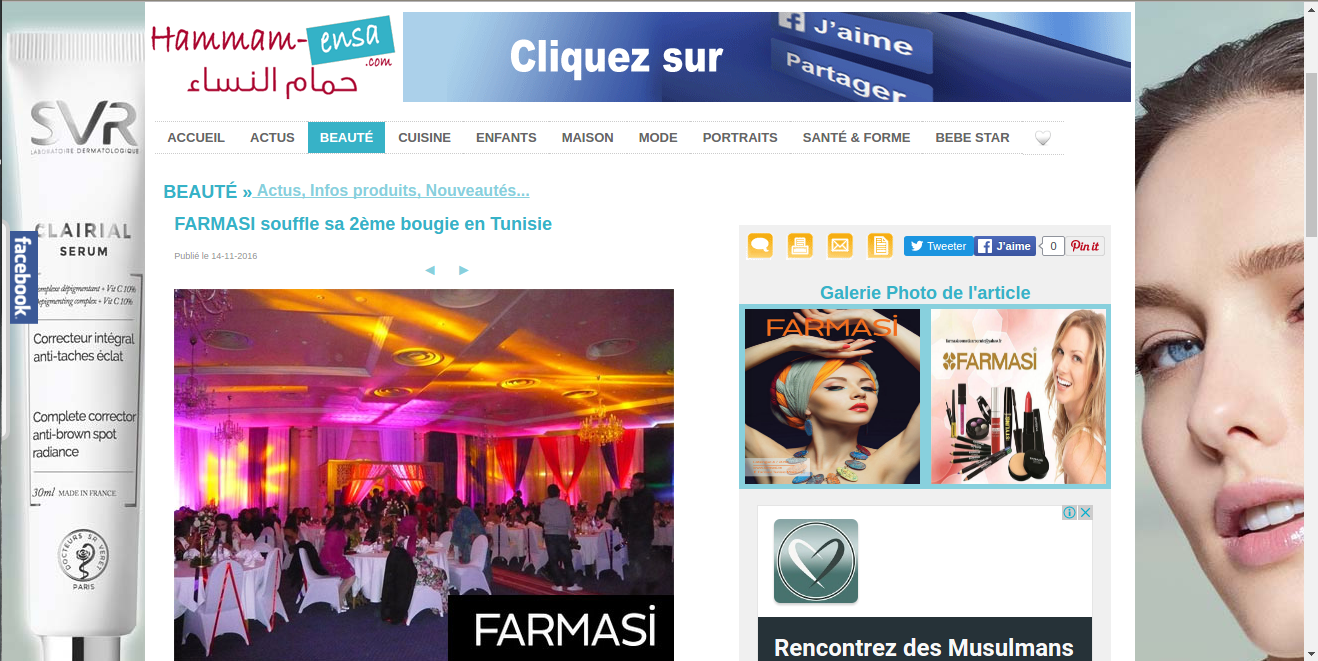 Hammam-ensa
.com
حمام النساء
Cliquez sur
J'aime
Partager
ACCUEIL ACTUS BEAUTÉ CUISINE ENFANTS MAISON MODE PORTRAITS SANTÉ & FORME BEBE STAR
BEAUTÉ » Actus, Infos produits, Nouveautés...
FARMASI souffle sa 2ème bougie en Tunisie
Publié le 14-11-2016
FARMASi
Tweeter J'aime 0 Pin it
Galerie Photo de l'article
FARMASi
FARMASi
Rencontrez des Musulmans
SVR
LABORATOIRE DERMATOLOGIQUE
CLAIRIAL
SERUM
facebook
complexe dépigmentant + Vit C 10%
depigmenting complex + Vit C 10%
Correcteur intégral
anti-taches éclat
Complete corrector
anti-brown spot
radiance
30ml MADE IN FRANCE
DOCTEURS SR VERET
PARIS